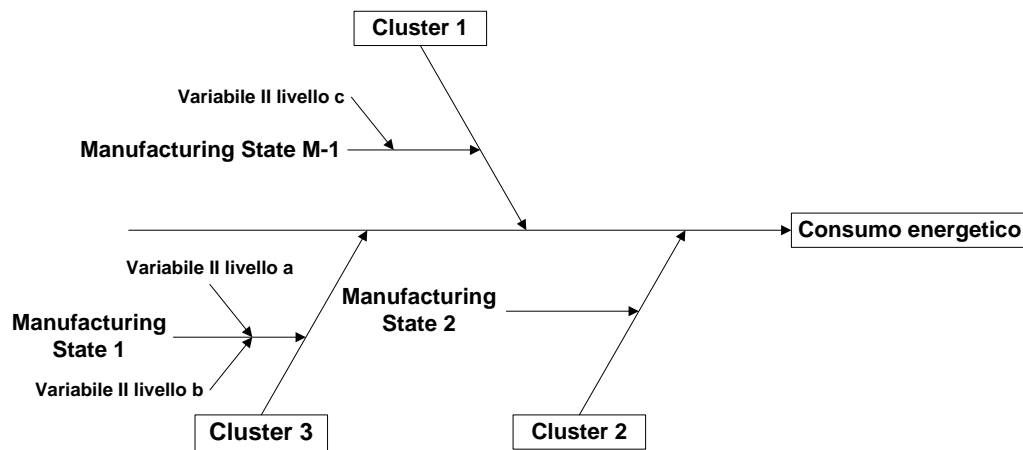 Cluster 1
Variabile II livello c
Manufacturing State M-1
Consumo energetico
Variabile II livello a
Manufacturing
State 2
Manufacturing
State 1
Variabile II livello b
Cluster 3
Cluster 2